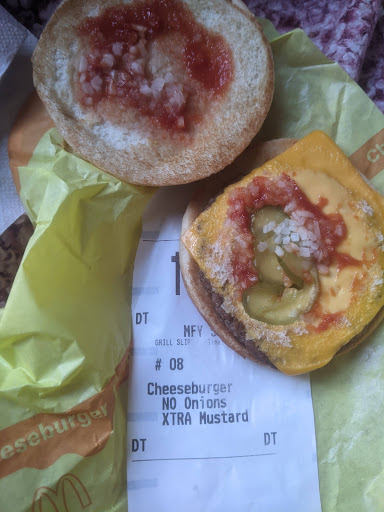 DT
MFY
GRILL SLIP
# 08
Cheeseburger
NO Onions
XTRA Mustard
DT DT
eseburger